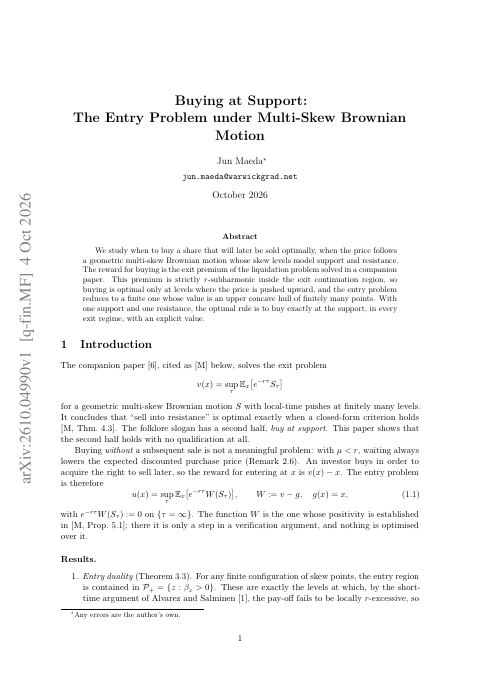 Buying at Support:
The Entry Problem under Multi-Skew Brownian
Motion
Jun Maeda*
jun.maeda@warwickgrad.net
October 2026
Abstract
We study when to buy a share that will later be sold optimally, when the price follows
a geometric multi-skew Brownian motion whose skew levels model support and resistance.
The reward for buying is the exit premium of the liquidation problem solved in a companion
paper. This premium is strictly r-subharmonic inside the exit continuation region, so
buying is optimal only at levels where the price is pushed upward, and the entry problem
reduces to a finite one whose value is an upper concave hull of finitely many points. With
one support and one resistance, the optimal rule is to buy exactly at the support, in every
exit regime, with an explicit value.
1 Introduction
The companion paper [6], cited as [M] below, solves the exit problem
v(x) = sup_τ 𝔼ₓ[e^{−rτ}S_τ]
for a geometric multi-skew Brownian motion S with local-time pushes at finitely many levels.
It concludes that “sell into resistance” is optimal exactly when a closed-form criterion holds
[M, Thm. 4.3]. The folklore slogan has a second half, buy at support. This paper shows that
the second half holds with no qualification at all.
Buying without a subsequent sale is not a meaningful problem: with μ < r, waiting always
lowers the expected discounted purchase price (Remark 2.6). An investor buys in order to
acquire the right to sell later, so the reward for entering at x is v(x) − x. The entry problem
is therefore
u(x) = sup_τ 𝔼ₓ[e^{−rτ}W(S_τ)], W := v − g, g(x) = x, (1.1)
with e^{−rτ}W(S_τ) := 0 on {τ = ∞}. The function W is the one whose positivity is established
in [M, Prop. 5.1]; there it is only a step in a verification argument, and nothing is optimised
over it.
Results.
1. Entry duality (Theorem 3.3). For any finite configuration of skew points, the entry region
is contained in 𝒫₊ = {z : β_z > 0}. These are exactly the levels at which, by the short-
time argument of Alvarez and Salminen [1], the pay-off fails to be locally r-excessive, so
*Any errors are the author's own.
1
arXiv:2610.04990v1 [q-fin.MF] 4 Oct 2026